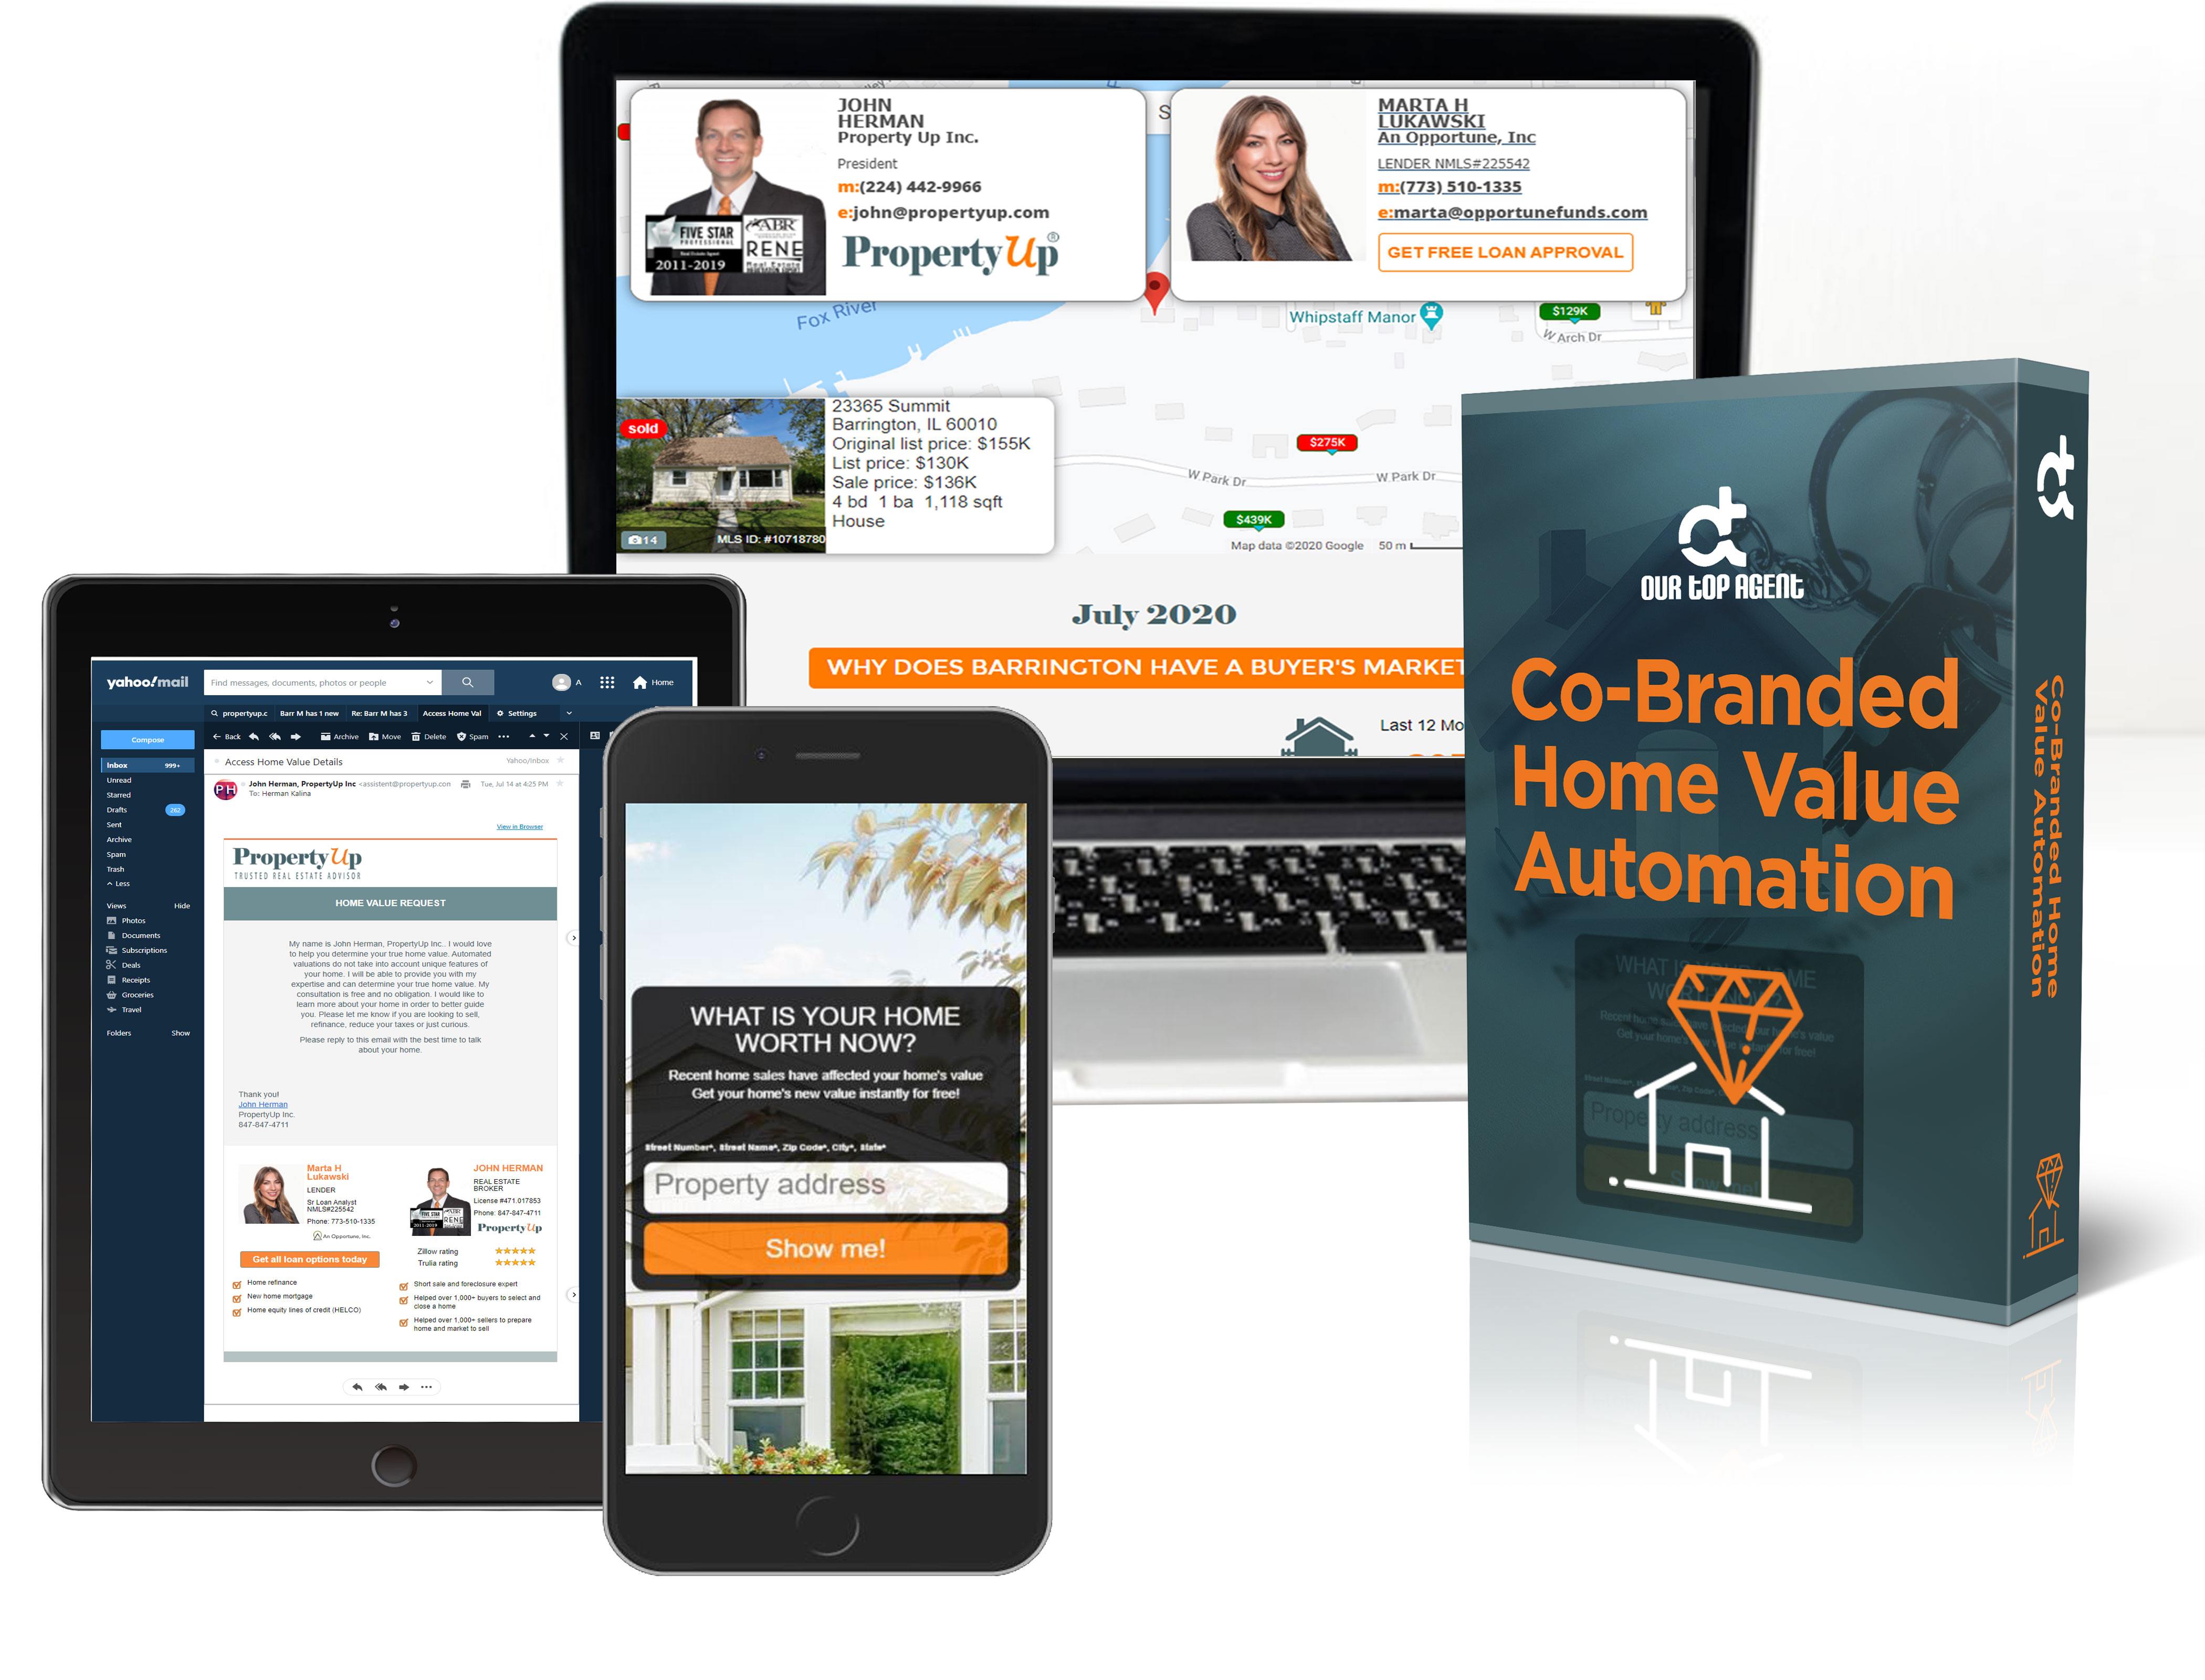 JOHN
HERMAN
Property Up Inc.
President
m:(224) 442-9966
e:john@propertyup.com
PropertyUp®
FIVE STAR
PROFESSIONAL
Real Estate Agent
2011-2019
ABR
RENE
MARTA H
LUKAWSKI
An Opportune, Inc
LENDER NMLS#225542
m:(773) 510-1335
e:marta@opportunefunds.com
GET FREE LOAN APPROVAL
S
Fox River
Whipstaff Manor
$129K
W Arch Dr
sold
23365 Summit
Barrington, IL 60010
Original list price: $155K
List price: $130K
Sale price: $136K
4 bd 1 ba 1,118 sqft
House
14
MLS ID: #10718780
$275K
W Park Dr
W Park Dr
$439K
Map data ©2020 Google 50 m
July 2020
WHY DOES BARRINGTON HAVE A BUYER'S MARKET
Last 12 Mo
yahoo!mail
Find messages, documents, photos or people
A
Home
propertyup.c
Barr M has 1 new
Re: Barr M has 3
Access Home Val
Settings
Compose
Back
Archive
Move
Delete
Spam
Inbox 999+
Unread
Starred
Drafts 262
Sent
Archive
Spam
Trash
Less
Views Hide
Photos
Documents
Subscriptions
Deals
Receipts
Groceries
Travel
Folders Show
Access Home Value Details
Yahoo/Inbox
PH
John Herman, PropertyUp Inc <assistent@propertyup.con
Tue, Jul 14 at 4:25 PM
To: Herman Kalina
View in Browser
PropertyUp
TRUSTED REAL ESTATE ADVISOR
HOME VALUE REQUEST
My name is John Herman, PropertyUp Inc.. I would love
to help you determine your true home value. Automated
valuations do not take into account unique features of
your home. I will be able to provide you with my
expertise and can determine your true home value. My
consultation is free and no obligation. I would like to
learn more about your home in order to better guide
you. Please let me know if you are looking to sell,
refinance, reduce your taxes or just curious.
Please reply to this email with the best time to talk
about your home.
Thank you!
John Herman
PropertyUp Inc.
847-847-4711
Marta H
Lukawski
LENDER
Sr Loan Analyst
NMLS#225542
Phone: 773-510-1335
An Opportune, Inc.
Get all loan options today
Home refinance
New home mortgage
Home equity lines of credit (HELCO)
JOHN HERMAN
REAL ESTATE
BROKER
License #471.017853
Phone: 847-847-4711
FIVE STAR
2011-2019
RENE
PropertyUp
Zillow rating
Trulia rating
Short sale and foreclosure expert
Helped over 1,000+ buyers to select and
close a home
Helped over 1,000+ sellers to prepare
home and market to sell
WHAT IS YOUR HOME
WORTH NOW?
Recent home sales have affected your home's value
Get your home's new value instantly for free!
Street Number*, Street Name*, Zip Code*, City*, State*
Property address
Show me!
OUR tOP AGENt
Co-Branded
Home Value
Automation
Property address
Co-Branded Home
Value Automation